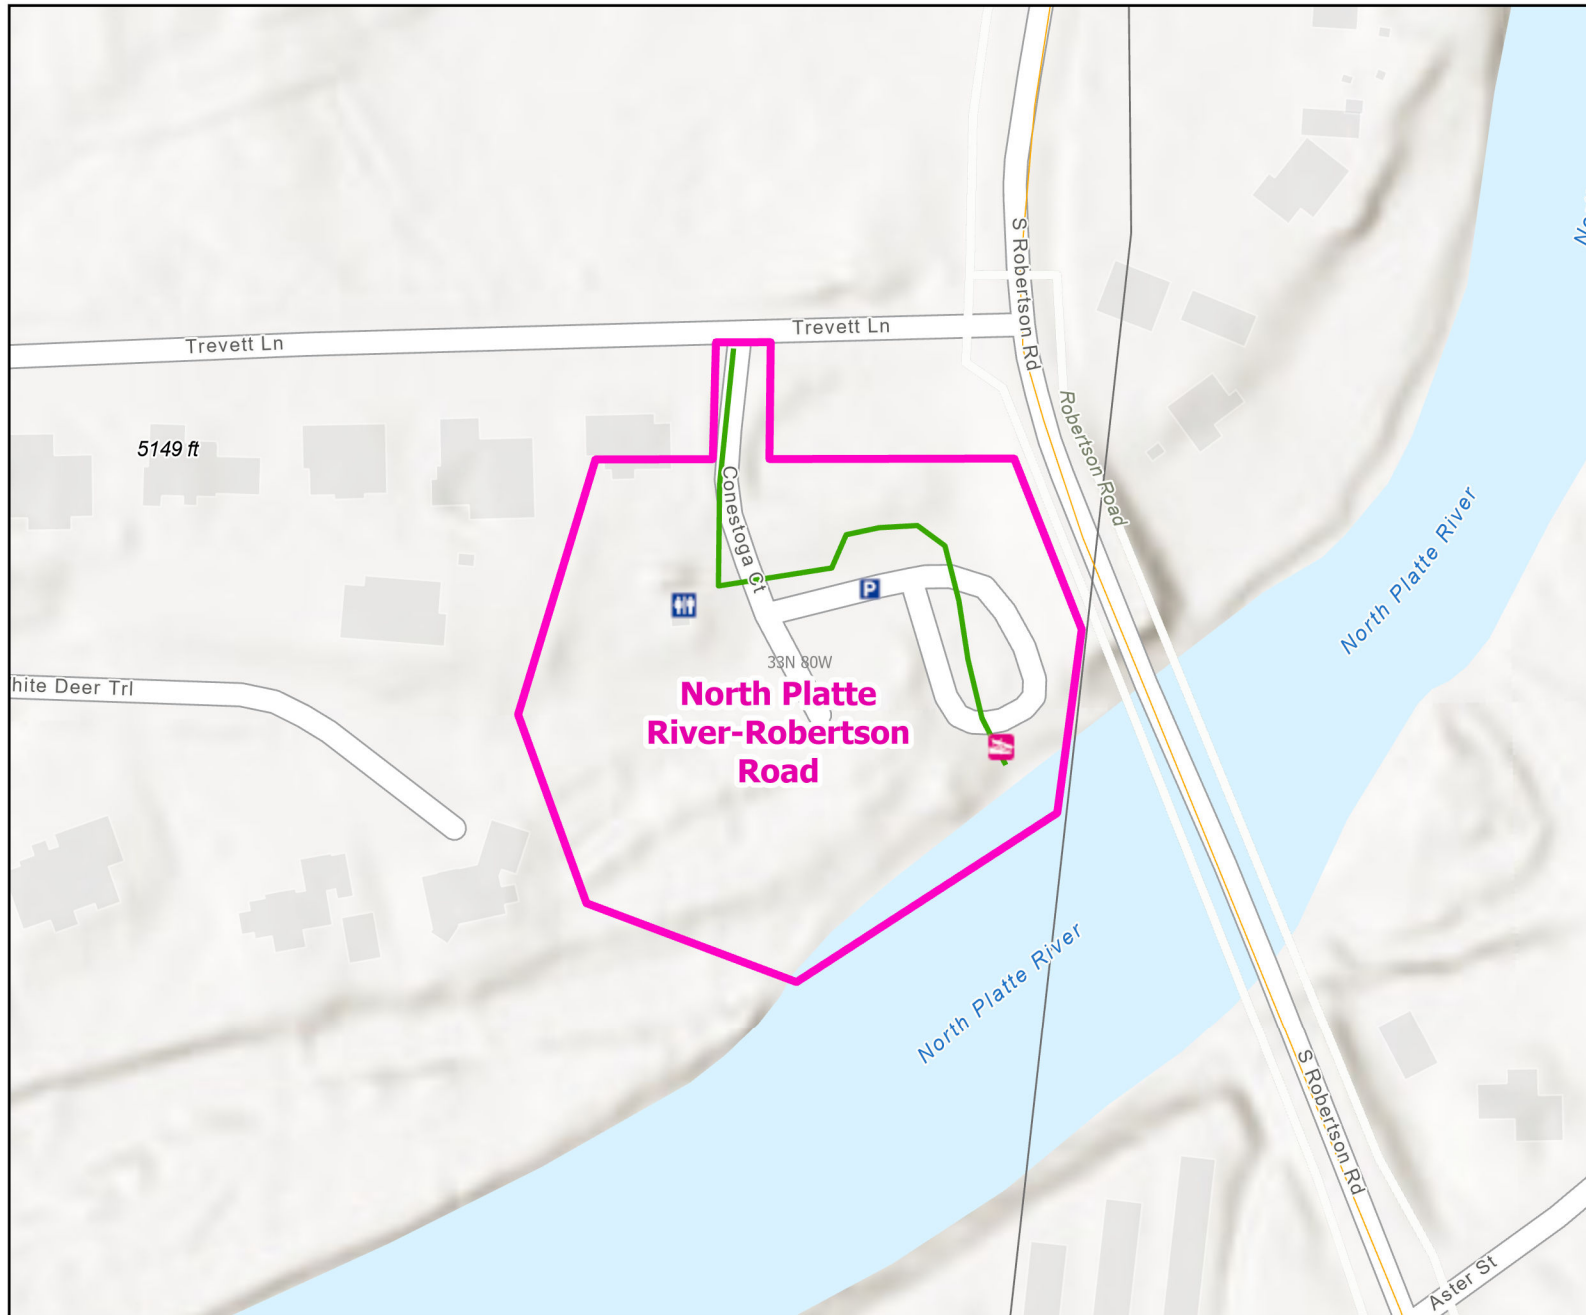 S Robertson Rd
Trevett Ln
Trevett Ln
5149 ft
Robertson Road
Conestoga Ct
P
North Platte River
33N 80W
hite Deer Trl
North Platte
River-Robertson
Road
North Platte River
S Robertson Rd
Aster St